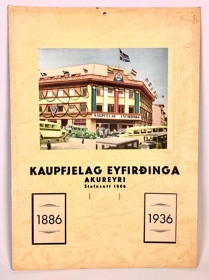 KAUPFJELAG EYFIRÐINGA
AKUREYRI
Stofnsett 1886
1886
1936